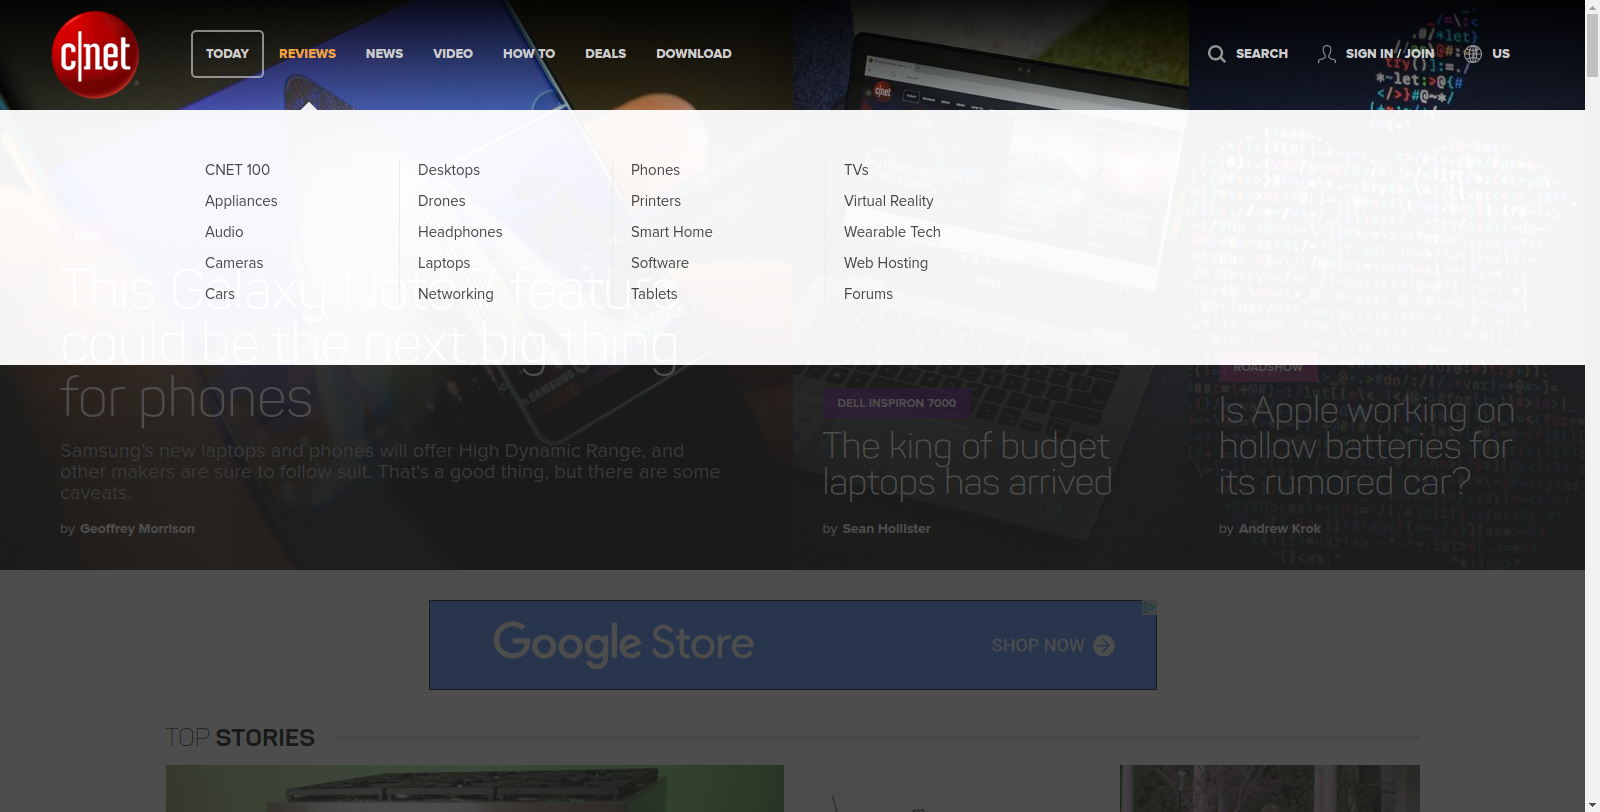 c|net
TODAY
REVIEWS
NEWS
VIDEO
HOW TO
DEALS
DOWNLOAD
SEARCH
SIGN IN / JOIN
US
CNET 100
Appliances
Audio
Cameras
Cars
Desktops
Drones
Headphones
Laptops
Networking
Phones
Printers
Smart Home
Software
Tablets
TVs
Virtual Reality
Wearable Tech
Web Hosting
Forums
HDR
This Galaxy Note 7 feature
could be the next big thing
for phones
Samsung's new laptops and phones will offer High Dynamic Range, and
other makers are sure to follow suit. That's a good thing, but there are some
caveats.
by Geoffrey Morrison
DELL INSPIRON 7000
The king of budget
laptops has arrived
by Sean Hollister
ROADSHOW
Is Apple working on
hollow batteries for
its rumored car?
by Andrew Krok
Google Store
SHOP NOW
TOP STORIES